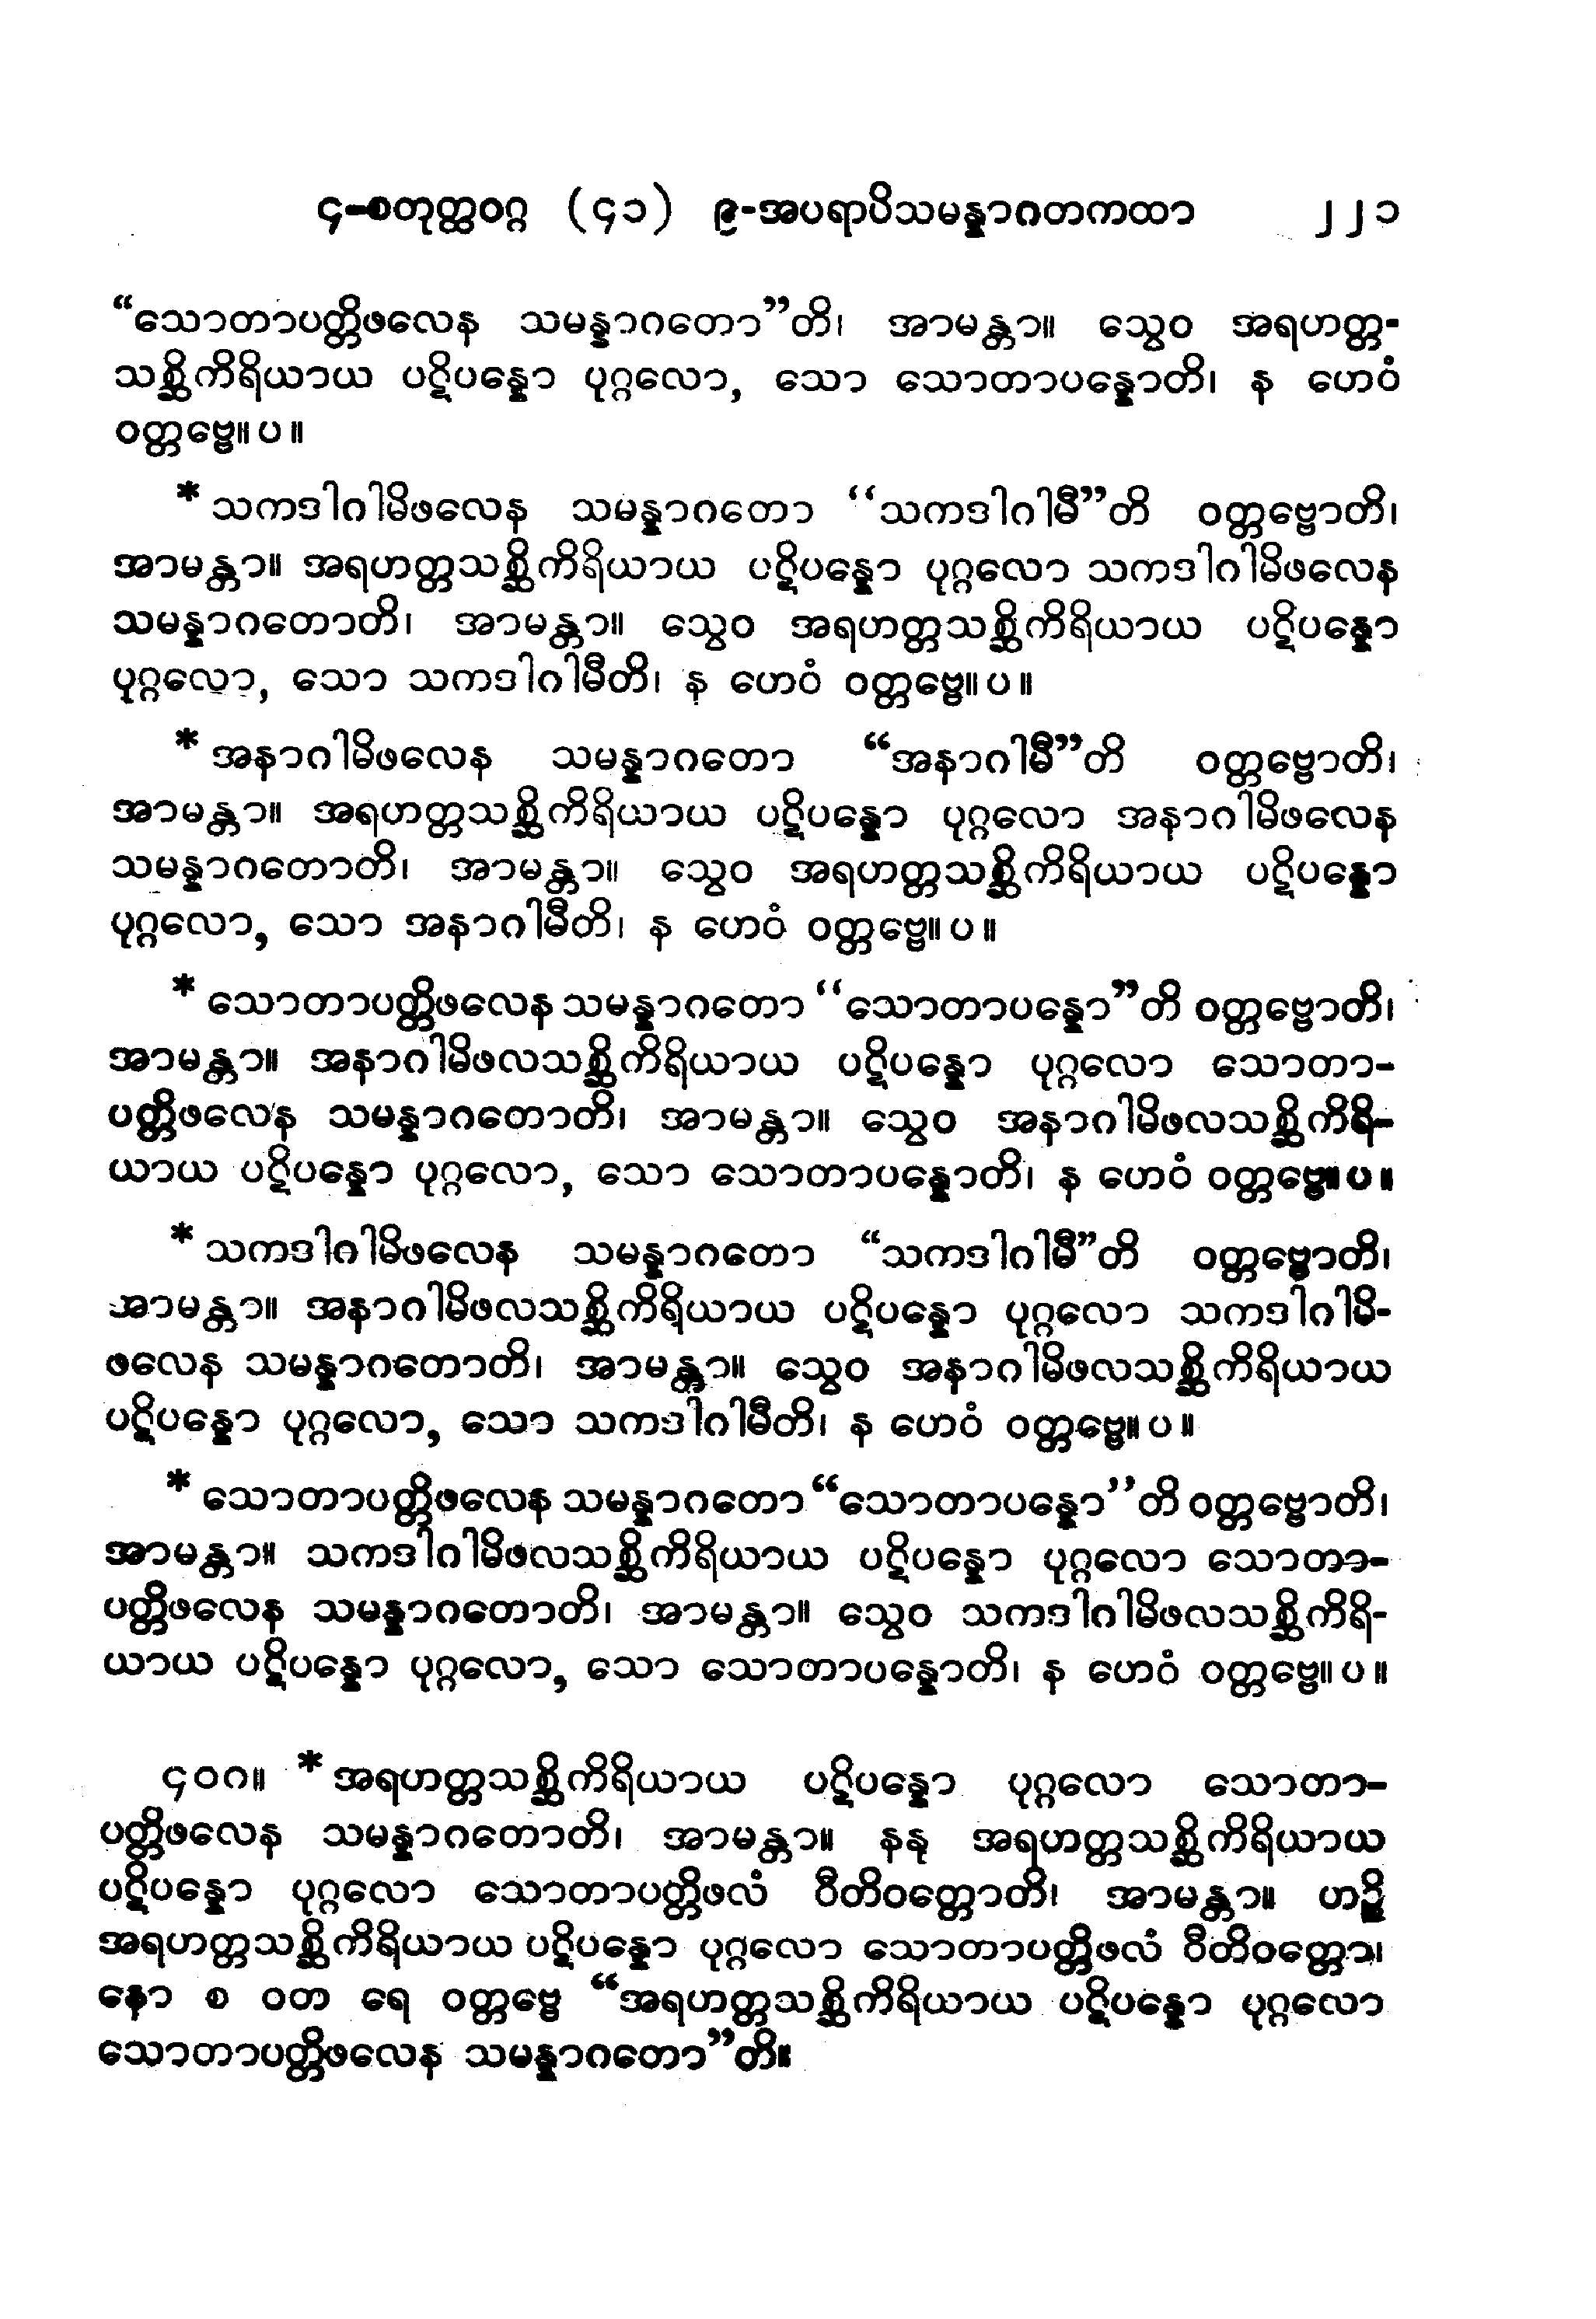 ၄-စတုတ္ထဝဂ္ဂ (၄၁) ၉-အပရာပိသမန္နာဂတကထာ ၂၂၁
“သောတာပတ္တိဖလေန သမန္နာဂတော”တိ၊ အာမန္တာ။ သွေဝ အရဟတ္တ-
သစ္ဆိကိရိယာယ ပဋိပန္နော ပုဂ္ဂလော, သော သောတာပန္နောတိ၊ န ဟေဝံ
ဝတ္တဗ္ဗေ။ ပ ။
* သကဒါဂါမိဖလေန သမန္နာဂတော ‘‘သကဒါဂါမီ”တိ ဝတ္တဗ္ဗောတိ၊
အာမန္တာ။ အရဟတ္တသစ္ဆိကိရိယာယ ပဋိပန္နော ပုဂ္ဂလော သကဒါဂါမိဖလေန
သမန္နာဂတောတိ၊ အာမန္တာ။ သွေဝ အရဟတ္တသစ္ဆိကိရိယာယ ပဋိပန္နော
ပုဂ္ဂလော, သော သကဒါဂါမီတိ၊ န ဟေဝံ ဝတ္တဗ္ဗေ။ ပ ။
* အနာဂါမိဖလေန သမန္နာဂတော “အနာဂါမီ”တိ ဝတ္တဗ္ဗောတိ၊
အာမန္တာ။ အရဟတ္တသစ္ဆိကိရိယာယ ပဋိပန္နော ပုဂ္ဂလော အနာဂါမိဖလေန
သမန္နာဂတောတိ၊ အာမန္တာ။ သွေဝ အရဟတ္တသစ္ဆိကိရိယာယ ပဋိပန္နော
ပုဂ္ဂလော, သော အနာဂါမီတိ၊ န ဟေဝံ ဝတ္တဗ္ဗေ။ ပ ။
* သောတာပတ္တိဖလေန သမန္နာဂတော ‘‘သောတာပန္နော”တိ ဝတ္တဗ္ဗောတိ၊
အာမန္တာ။ အနာဂါမိဖလသစ္ဆိကိရိယာယ ပဋိပန္နော ပုဂ္ဂလော သောတာ-
ပတ္တိဖလေန သမန္နာဂတောတိ၊ အာမန္တာ။ သွေဝ အနာဂါမိဖလသစ္ဆိကိရိ-
ယာယ ပဋိပန္နော ပုဂ္ဂလော, သော သောတာပန္နောတိ၊ န ဟေဝံ ဝတ္တဗ္ဗေ။ ပ ။
* သကဒါဂါမိဖလေန သမန္နာဂတော “သကဒါဂါမီ”တိ ဝတ္တဗ္ဗောတိ၊
အာမန္တာ။ အနာဂါမိဖလသစ္ဆိကိရိယာယ ပဋိပန္နော ပုဂ္ဂလော သကဒါဂါမိ-
ဖလေန သမန္နာဂတောတိ၊ အာမန္တာ။ သွေဝ အနာဂါမိဖလသစ္ဆိကိရိယာယ
ပဋိပန္နော ပုဂ္ဂလော, သော သကဒါဂါမီတိ၊ န ဟေဝံ ဝတ္တဗ္ဗေ။ ပ ။
* သောတာပတ္တိဖလေန သမန္နာဂတော “သောတာပန္နော’’တိ ဝတ္တဗ္ဗောတိ၊
အာမန္တာ။ သကဒါဂါမိဖလသစ္ဆိကိရိယာယ ပဋိပန္နော ပုဂ္ဂလော သောတာ-
ပတ္တိဖလေန သမန္နာဂတောတိ၊ အာမန္တာ။ သွေဝ သကဒါဂါမိဖလသစ္ဆိကိရိ-
ယာယ ပဋိပန္နော ပုဂ္ဂလော, သော သောတာပန္နောတိ၊ န ဟေဝံ ဝတ္တဗ္ဗေ။ ပ ။
၄၀၇။ * အရဟတ္တသစ္ဆိကိရိယာယ ပဋိပန္နော ပုဂ္ဂလော သောတာ-
ပတ္တိဖလေန သမန္နာဂတောတိ၊ အာမန္တာ။ နနု အရဟတ္တသစ္ဆိကိရိယာယ
ပဋိပန္နော ပုဂ္ဂလော သောတာပတ္တိဖလံ ဝီတိဝတ္တောတိ၊ အာမန္တာ။ ဟဉ္စိ
အရဟတ္တသစ္ဆိကိရိယာယ ပဋိပန္နော ပုဂ္ဂလော သောတာပတ္တိဖလံ ဝီတိဝတ္တော၊
နော စ ဝတ ရေ ဝတ္တဗ္ဗေ “အရဟတ္တသစ္ဆိကိရိယာယ ပဋိပန္နော ပုဂ္ဂလော
သောတာပတ္တိဖလေန သမန္နာဂတော”တိ။